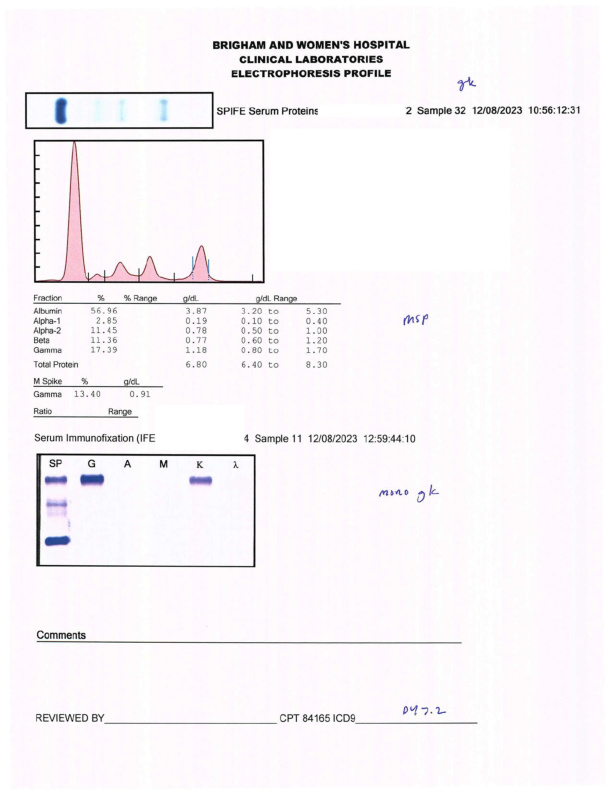 BRIGHAM AND WOMEN'S HOSPITAL
CLINICAL LABORATORIES
ELECTROPHORESIS PROFILE
gk
SPIFE Serum Proteins 2 Sample 32 12/08/2023 10:56:12:31
Fraction % % Range g/dL g/dL Range
Albumin 56.96 3.87 3.20 to 5.30
Alpha-1 2.85 0.19 0.10 to 0.40
Alpha-2 11.45 0.78 0.50 to 1.00
Beta 11.36 0.77 0.60 to 1.20
Gamma 17.39 1.18 0.80 to 1.70
Total Protein 6.80 6.40 to 8.30
msp
M Spike % g/dL
Gamma 13.40 0.91
Ratio Range
Serum Immunofixation (IFE 4 Sample 11 12/08/2023 12:59:44:10
SP G A M K λ
mono gk
Comments
REVIEWED BY CPT 84165 ICD9 D47.2